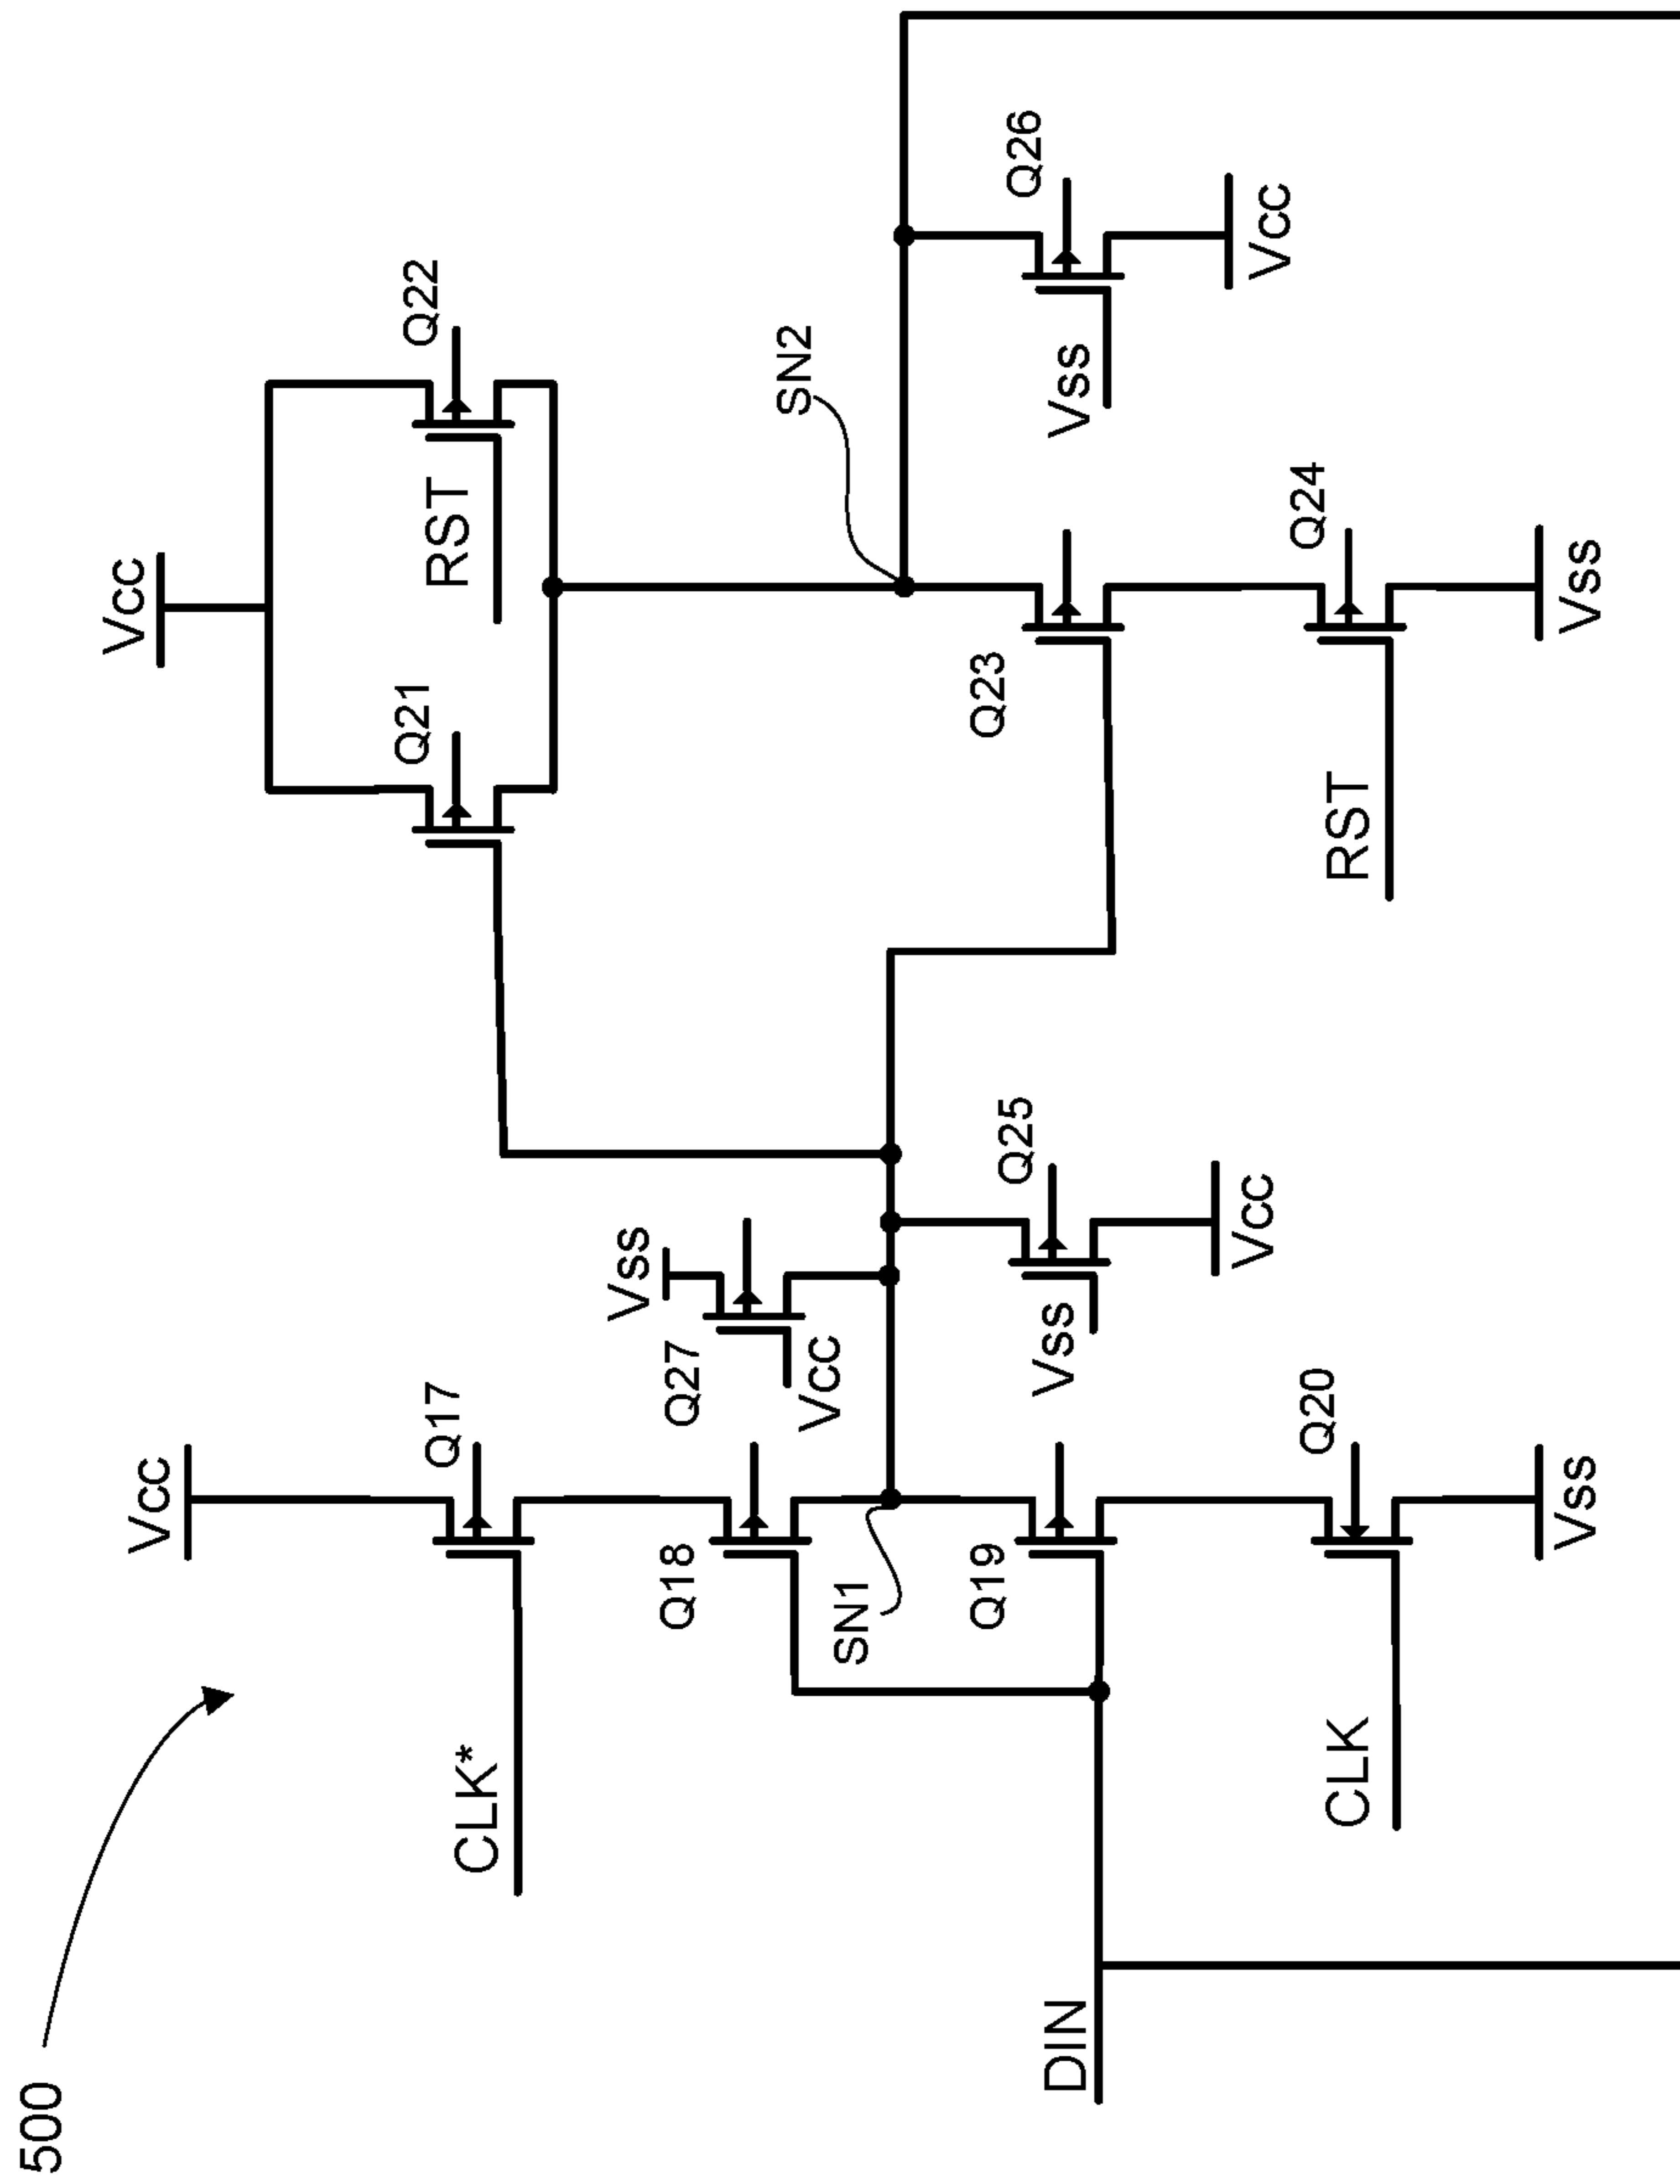 500
Vcc
Vcc
CLK*
Q17
Q21
RST
Q22
Q18
Q27
Vss
SN1
Vcc
SN2
Q19
Q25
Q23
Q26
DIN
Vss
Vss
Vcc
Vcc
CLK
Q20
RST
Q24
Vss
Vss